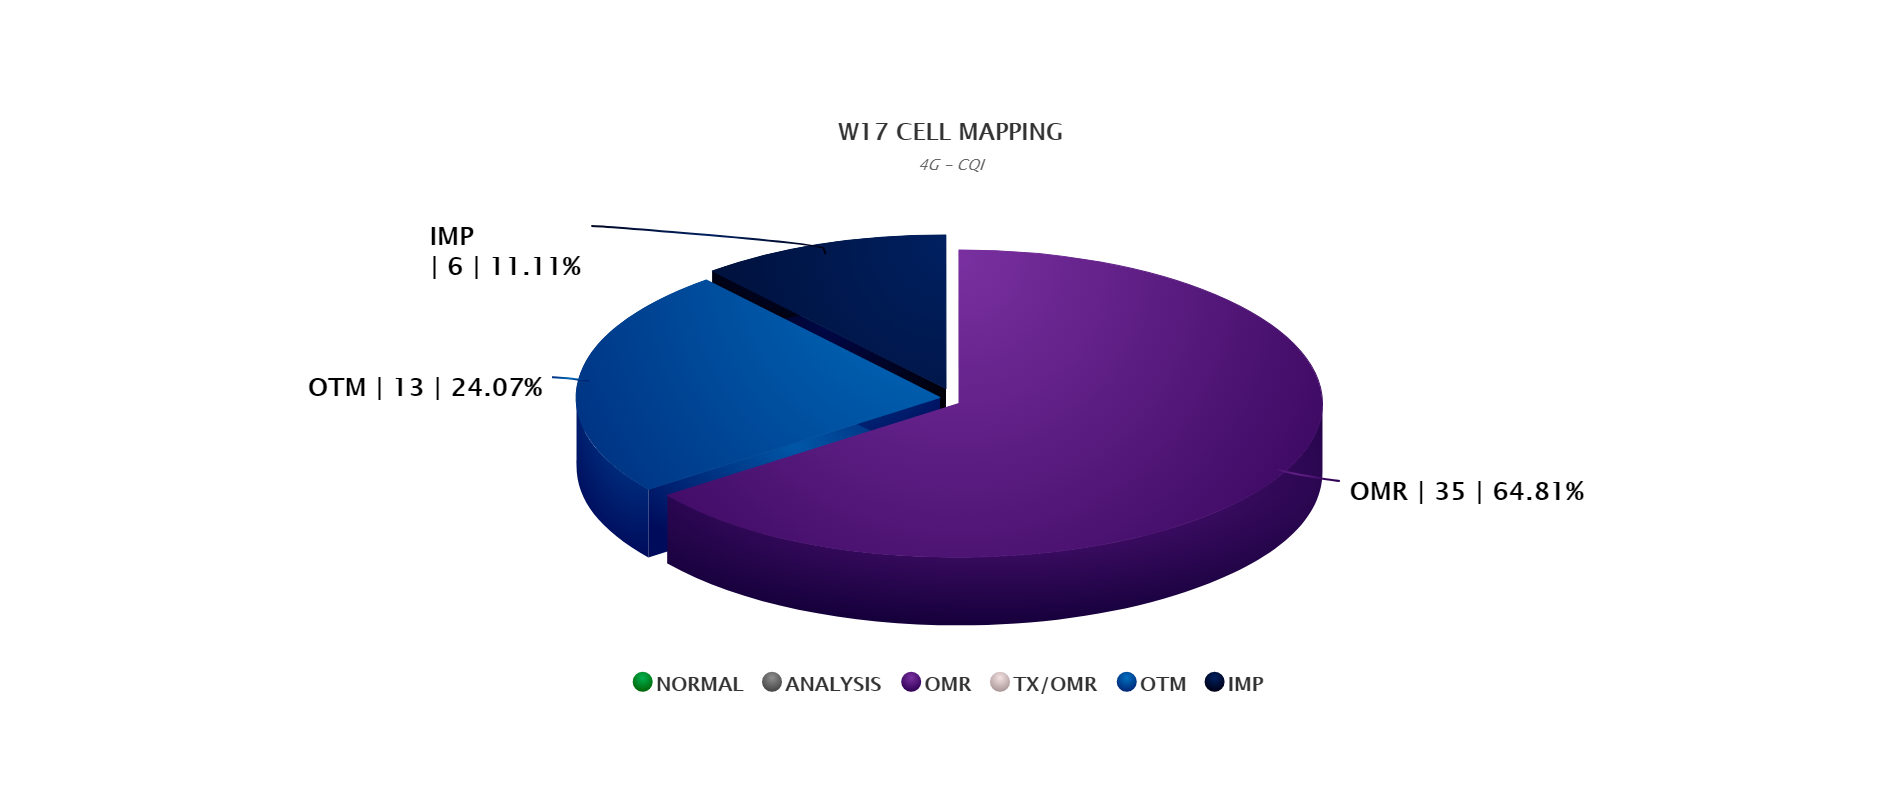 W17 CELL MAPPING
4G - CQI
IMP
| 6 | 11.11%
OTM | 13 | 24.07%
OMR | 35 | 64.81%
NORMAL ANALYSIS OMR TX/OMR OTM IMP